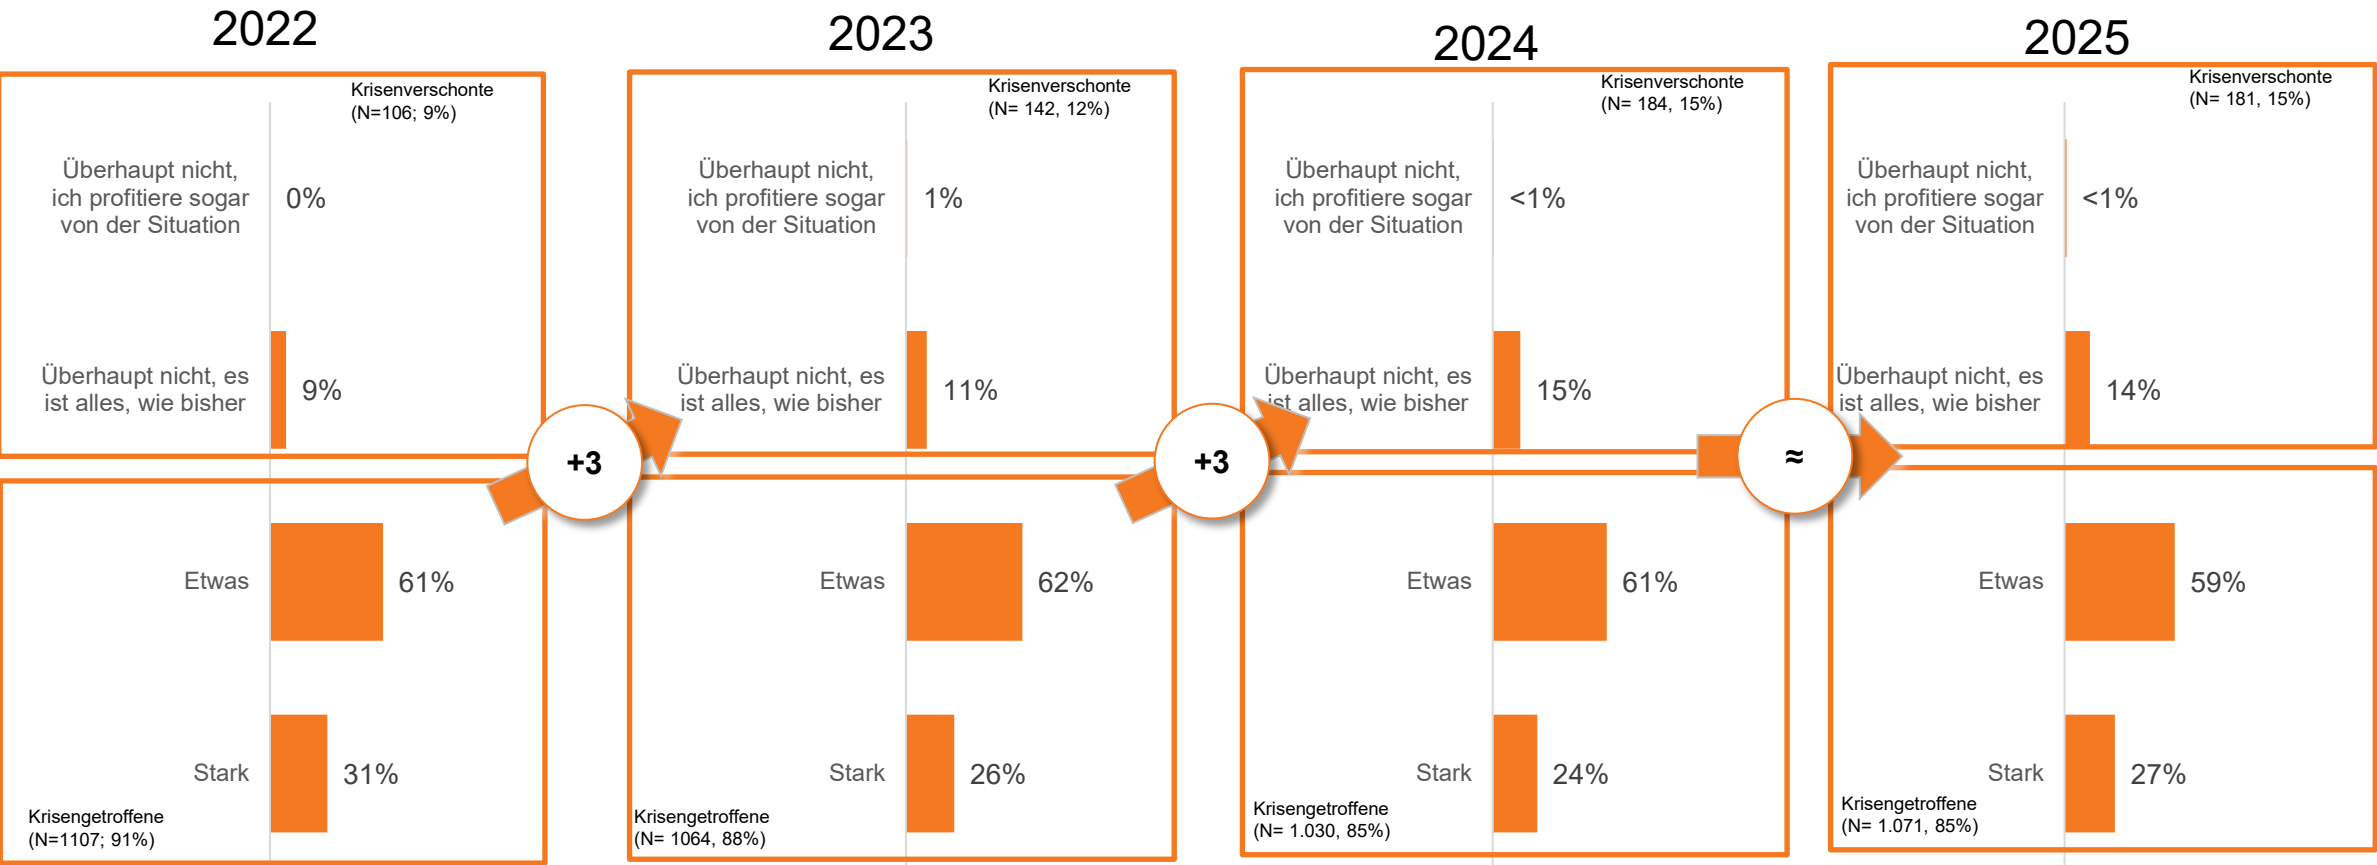 2022
Krisenverschonte
(N=106; 9%)
Überhaupt nicht,
ich profitiere sogar
von der Situation
0%
Überhaupt nicht, es
ist alles, wie bisher
9%
Etwas
61%
Stark
31%
Krisengetroffene
(N=1107; 91%)
+3
2023
Krisenverschonte
(N= 142, 12%)
Überhaupt nicht,
ich profitiere sogar
von der Situation
1%
Überhaupt nicht, es
ist alles, wie bisher
11%
Etwas
62%
Stark
26%
Krisengetroffene
(N= 1064, 88%)
+3
2024
Krisenverschonte
(N= 184, 15%)
Überhaupt nicht,
ich profitiere sogar
von der Situation
<1%
Überhaupt nicht, es
ist alles, wie bisher
15%
Etwas
61%
Stark
24%
Krisengetroffene
(N= 1.030, 85%)
≈
2025
Krisenverschonte
(N= 181, 15%)
Überhaupt nicht,
ich profitiere sogar
von der Situation
<1%
Überhaupt nicht, es
ist alles, wie bisher
14%
Etwas
59%
Stark
27%
Krisengetroffene
(N= 1.071, 85%)